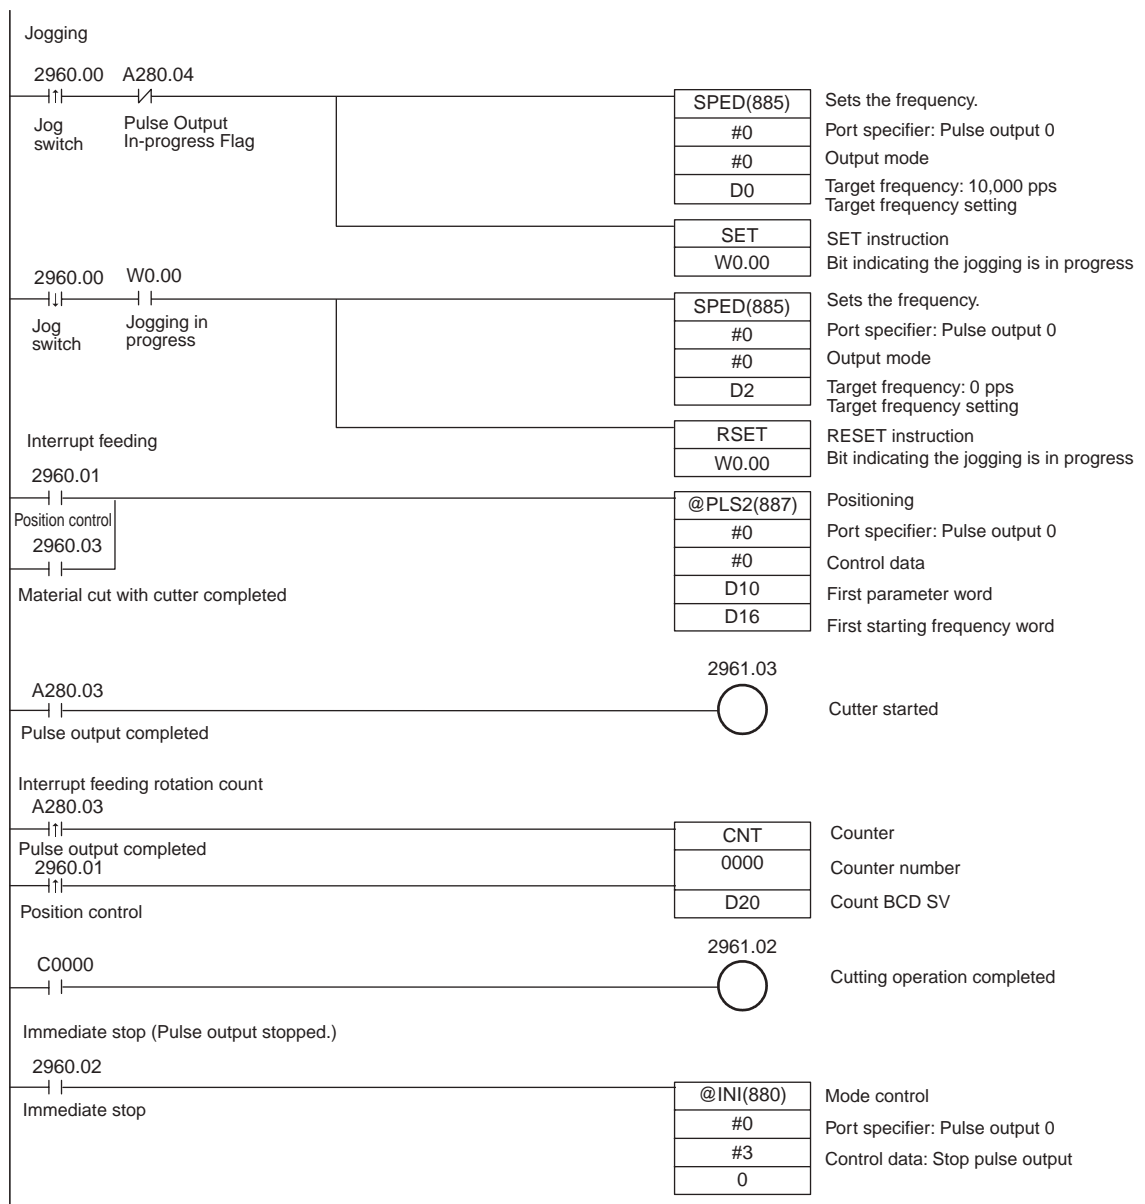 Jogging
2960.00 A280.04
Jog
switch
Pulse Output
In-progress Flag
SPED(885) Sets the frequency.
#0 Port specifier: Pulse output 0
#0 Output mode
D0 Target frequency: 10,000 pps
Target frequency setting
SET SET instruction
W0.00 Bit indicating the jogging is in progress
2960.00 W0.00
Jog
switch
Jogging in
progress
SPED(885) Sets the frequency.
#0 Port specifier: Pulse output 0
#0 Output mode
D2 Target frequency: 0 pps
Target frequency setting
RSET RESET instruction
W0.00 Bit indicating the jogging is in progress
Interrupt feeding
2960.01
Position control
2960.03
Material cut with cutter completed
@PLS2(887) Positioning
#0 Port specifier: Pulse output 0
#0 Control data
D10 First parameter word
D16 First starting frequency word
A280.03
Pulse output completed
2961.03
Cutter started
Interrupt feeding rotation count
A280.03
Pulse output completed
2960.01
Position control
CNT Counter
0000 Counter number
D20 Count BCD SV
C0000
2961.02
Cutting operation completed
Immediate stop (Pulse output stopped.)
2960.02
Immediate stop
@INI(880) Mode control
#0 Port specifier: Pulse output 0
#3 Control data: Stop pulse output
0